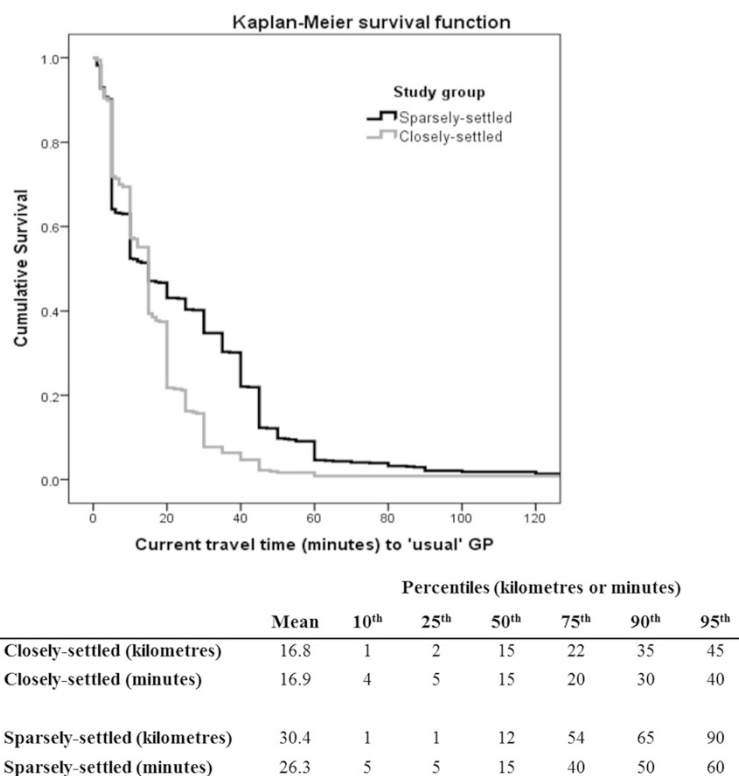 Kaplan-Meier survival function
1.0
0.8
0.6
0.4
0.2
0.0
Cumulative Survival
Study group
Sparsely-settled
Closely-settled
0 20 40 60 80 100 120
Current travel time (minutes) to 'usual' GP
Percentiles (kilometres or minutes)
Mean 10th 25th 50th 75th 90th 95th
Closely-settled (kilometres) 16.8 1 2 15 22 35 45
Closely-settled (minutes) 16.9 4 5 15 20 30 40
Sparsely-settled (kilometres) 30.4 1 1 12 54 65 90
Sparsely-settled (minutes) 26.3 5 5 15 40 50 60